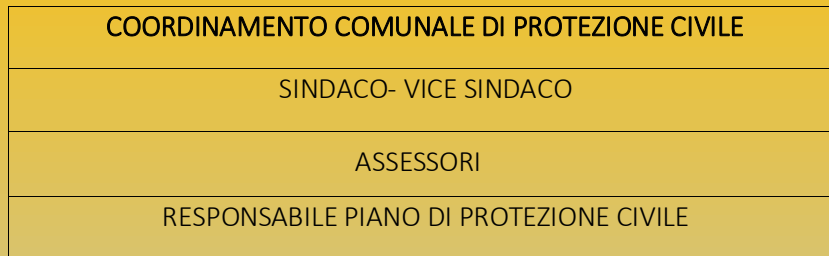 COORDINAMENTO COMUNALE DI PROTEZIONE CIVILE
SINDACO- VICE SINDACO
ASSESSORI
RESPONSABILE PIANO DI PROTEZIONE CIVILE